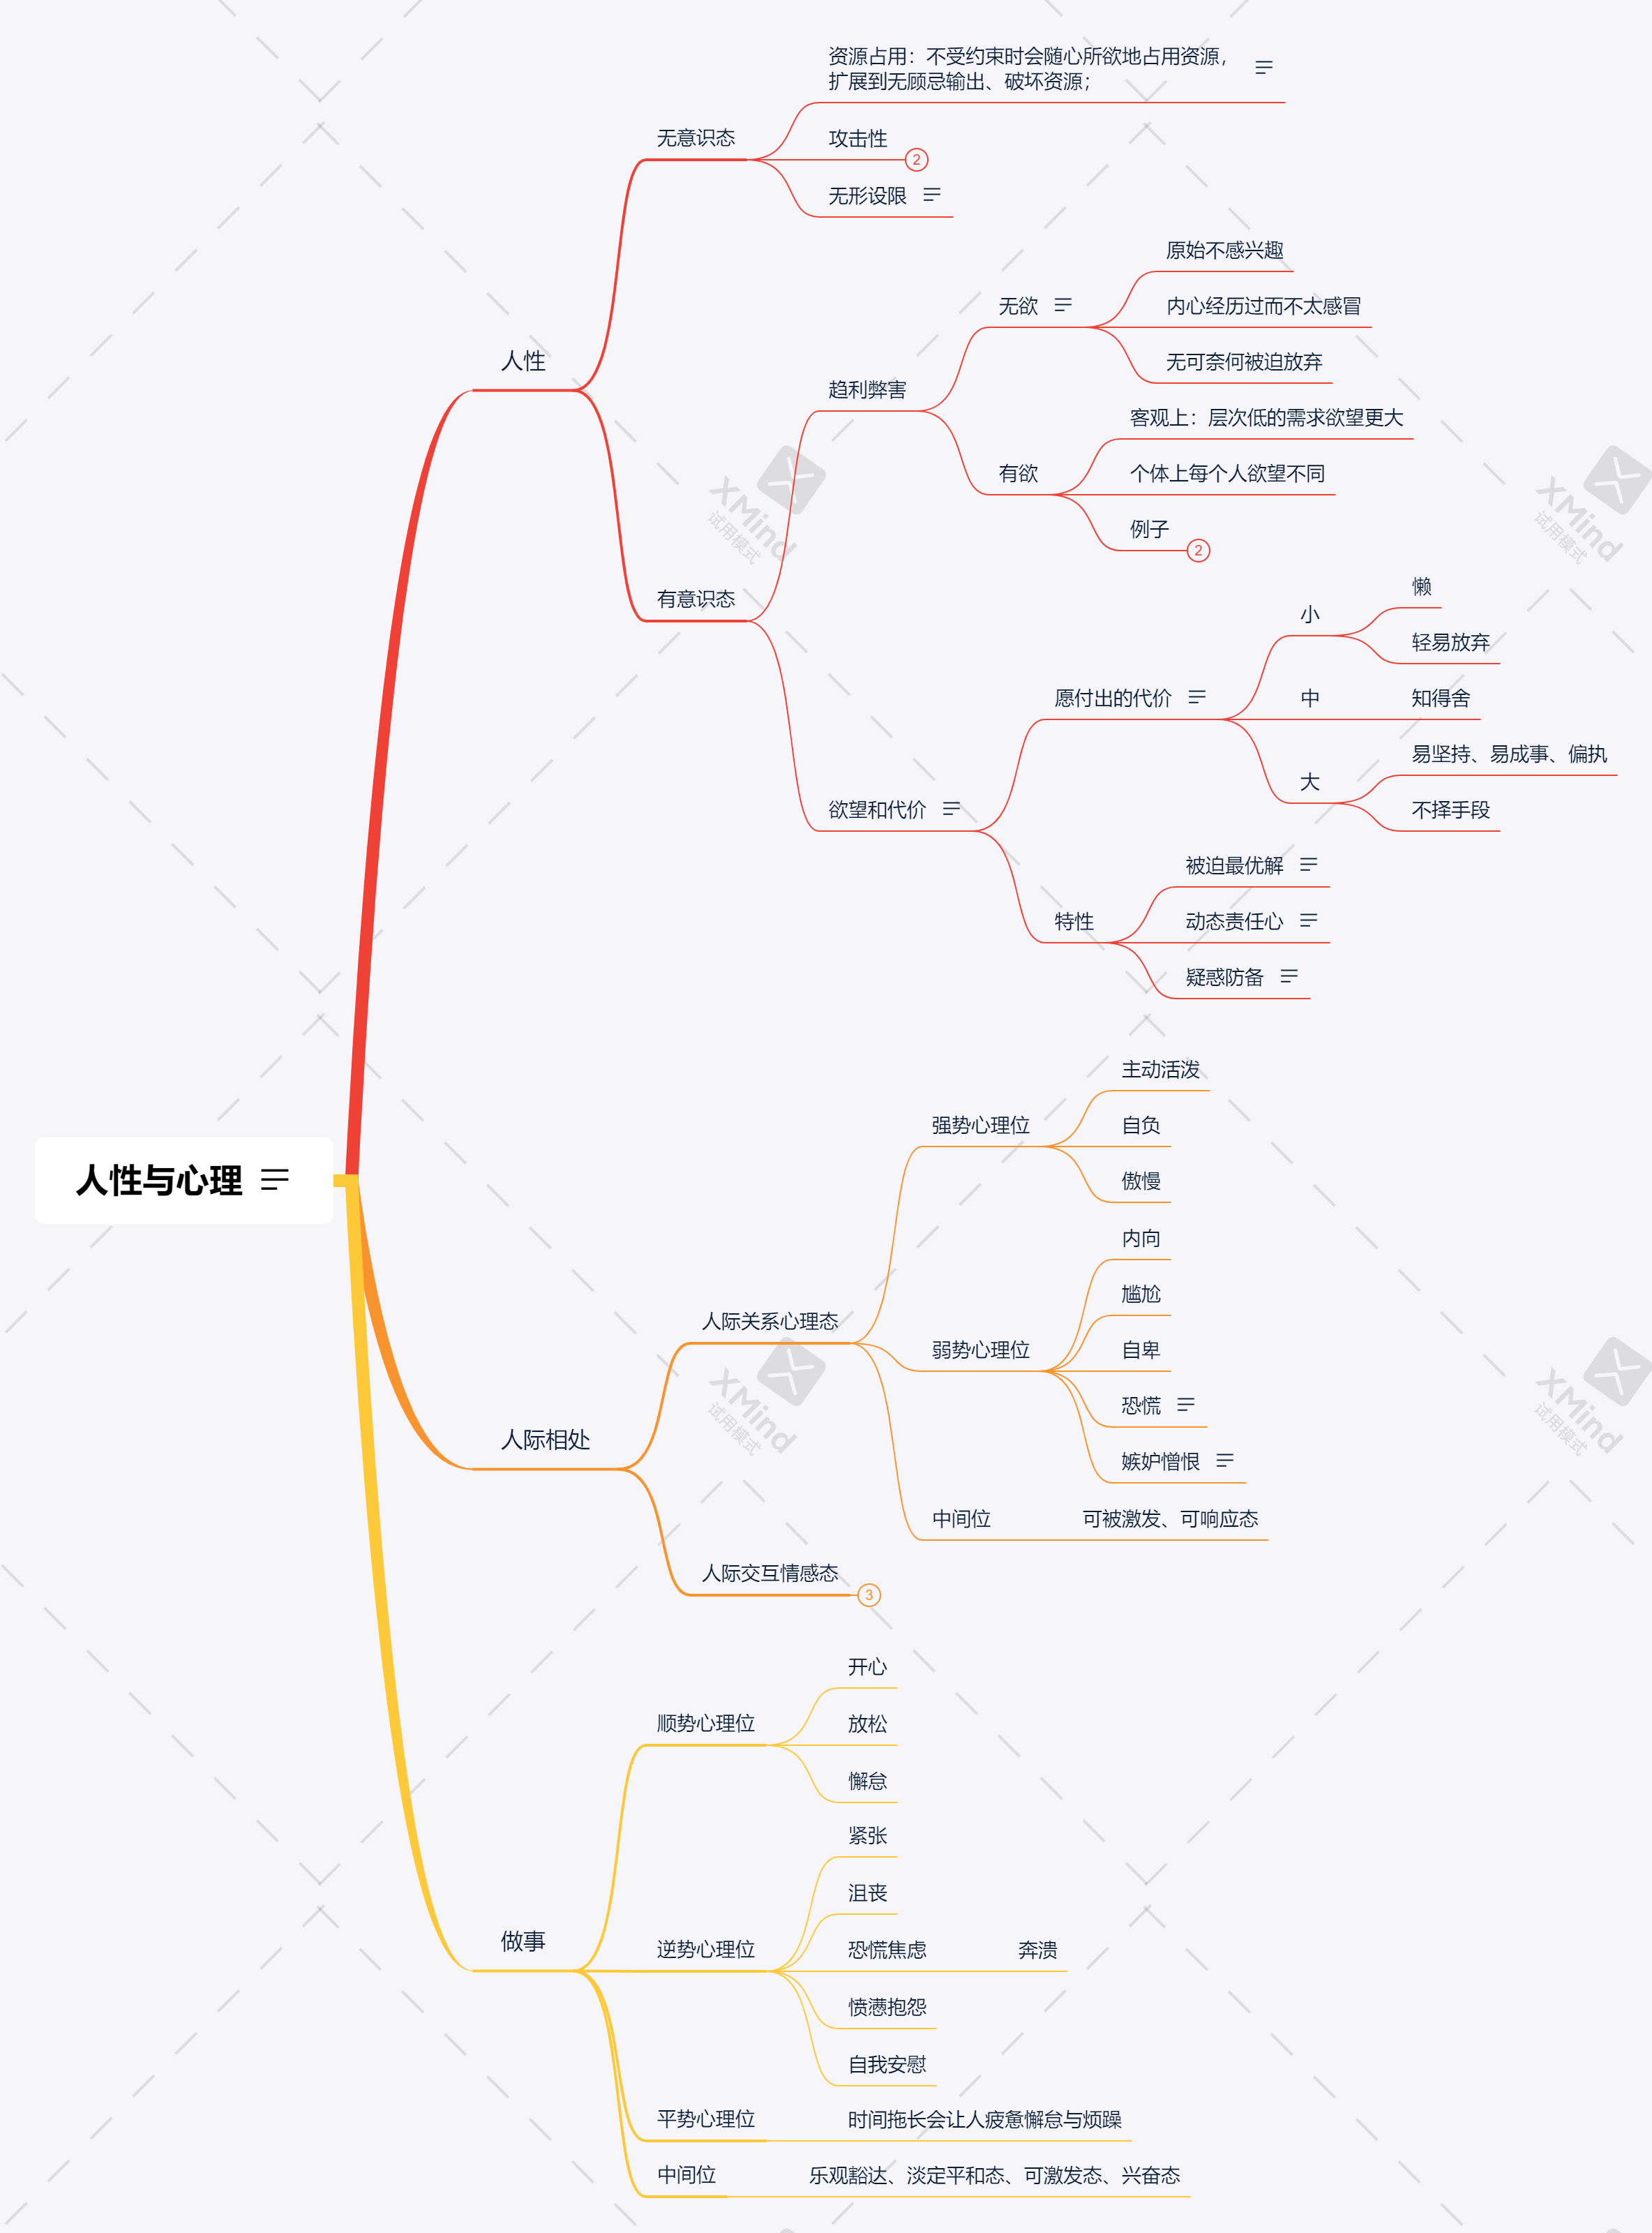 人性与心理
人性
无意识态
资源占用：不受约束时会随心所欲地占用资源，
扩展到无顾忌输出、破坏资源；
攻击性
2
无形设限
有意识态
趋利弊害
无欲
原始不感兴趣
内心经历过而不太感冒
无可奈何被迫放弃
有欲
客观上：层次低的需求欲望更大
个体上每个人欲望不同
例子
2
欲望和代价
愿付出的代价
小
懒
轻易放弃
中
知得舍
大
易坚持、易成事、偏执
不择手段
特性
被迫最优解
动态责任心
疑惑防备
人际相处
人际关系心理态
强势心理位
主动活泼
自负
傲慢
弱势心理位
内向
尴尬
自卑
恐慌
嫉妒憎恨
中间位
可被激发、可响应态
人际交互情感态
3
做事
顺势心理位
开心
放松
懈怠
逆势心理位
紧张
沮丧
恐慌焦虑
奔溃
愤懑抱怨
自我安慰
平势心理位
时间拖长会让人疲惫懈怠与烦躁
中间位
乐观豁达、淡定平和态、可激发态、兴奋态
XMind
试用模式
XMind
试用模式
XMind
试用模式
XMind
试用模式